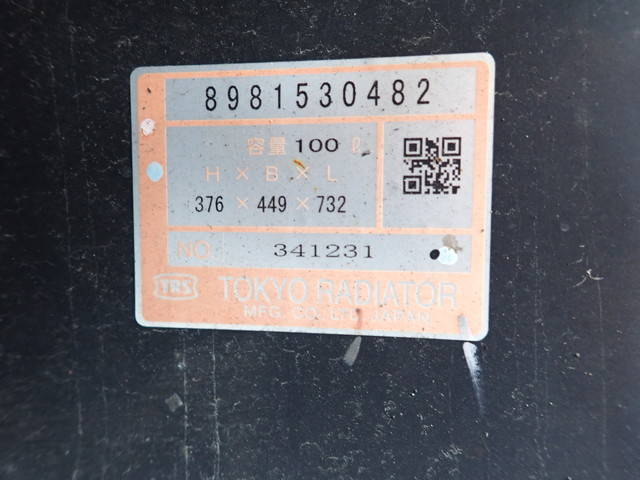 8981530482
容量 100 ℓ
H × B × L
376 × 449 × 732
NO. 341231
TRS TOKYO RADIATOR
MFG. CO. LTD. JAPAN